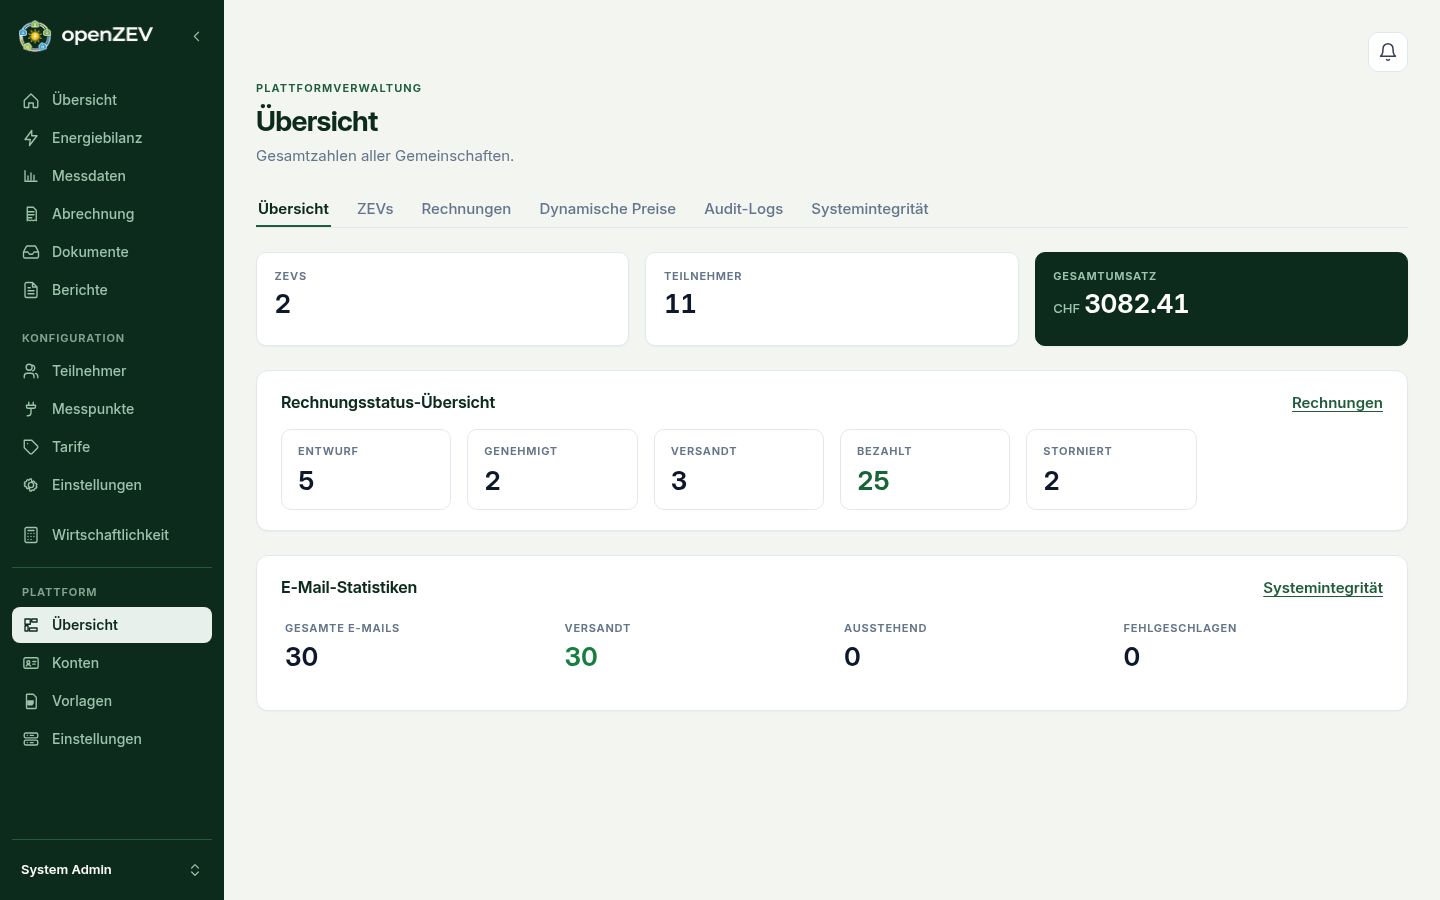 openZEV
Übersicht
Energiebilanz
Messdaten
Abrechnung
Dokumente
Berichte
KONFIGURATION
Teilnehmer
Messpunkte
Tarife
Einstellungen
Wirtschaftlichkeit
PLATTFORM
Übersicht
Konten
Vorlagen
Einstellungen
System Admin
PLATTFORMVERWALTUNG
Übersicht
Gesamtzahlen aller Gemeinschaften.
Übersicht ZEVs Rechnungen Dynamische Preise Audit-Logs Systemintegrität
ZEVS TEILNEHMER GESAMTUMSATZ
2 11 CHF 3082.41
Rechnungsstatus-Übersicht Rechnungen
ENTWURF GENEHMIGT VERSANDT BEZAHLT STORNIERT
5 2 3 25 2
E-Mail-Statistiken Systemintegrität
GESAMTE E-MAILS VERSANDT AUSSTEHEND FEHLGESCHLAGEN
30 30 0 0